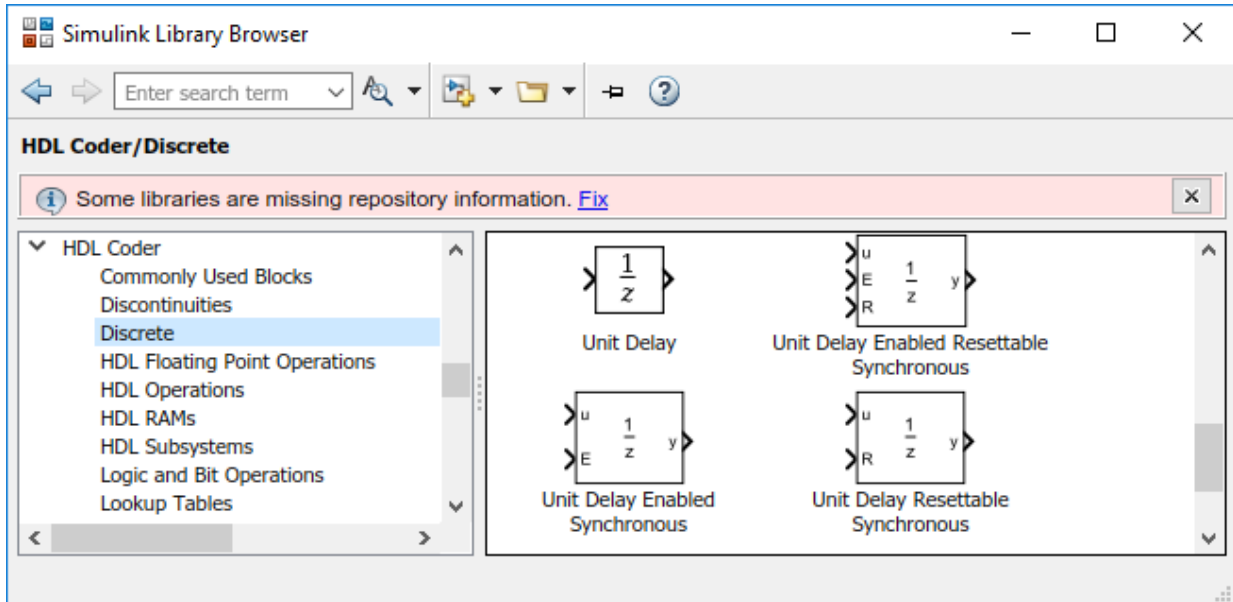 Simulink Library Browser
Enter search term
HDL Coder/Discrete
Some libraries are missing repository information. Fix
HDL Coder
Commonly Used Blocks
Discontinuities
Discrete
HDL Floating Point Operations
HDL Operations
HDL RAMs
HDL Subsystems
Logic and Bit Operations
Lookup Tables
1
z
Unit Delay
u
E
R
1
z
y
Unit Delay Enabled Resettable
Synchronous
u
E
1
z
y
Unit Delay Enabled
Synchronous
u
R
1
z
y
Unit Delay Resettable
Synchronous